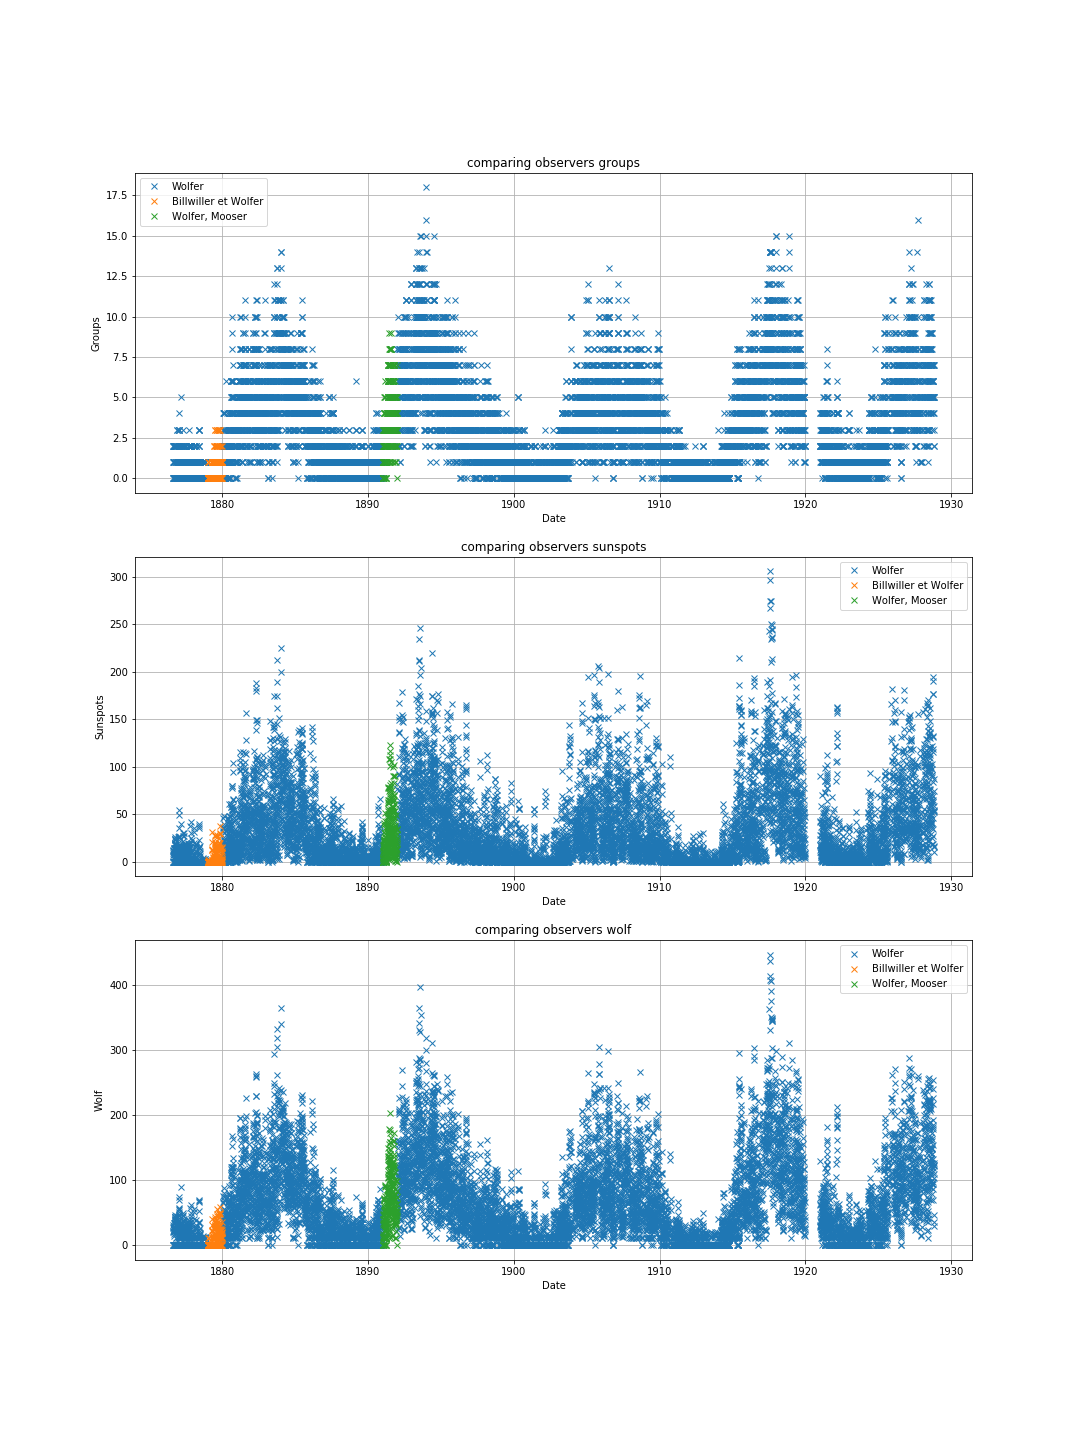 comparing observers groups
Wolfer
Billwiller et Wolfer
Wolfer, Mooser
17.5
15.0
12.5
10.0
7.5
5.0
2.5
0.0
Groups
1880 1890 1900 1910 1920 1930
Date
comparing observers sunspots
Wolfer
Billwiller et Wolfer
Wolfer, Mooser
300
250
200
150
100
50
0
Sunspots
1880 1890 1900 1910 1920 1930
Date
comparing observers wolf
Wolfer
Billwiller et Wolfer
Wolfer, Mooser
400
300
200
100
0
Wolf
1880 1890 1900 1910 1920 1930
Date